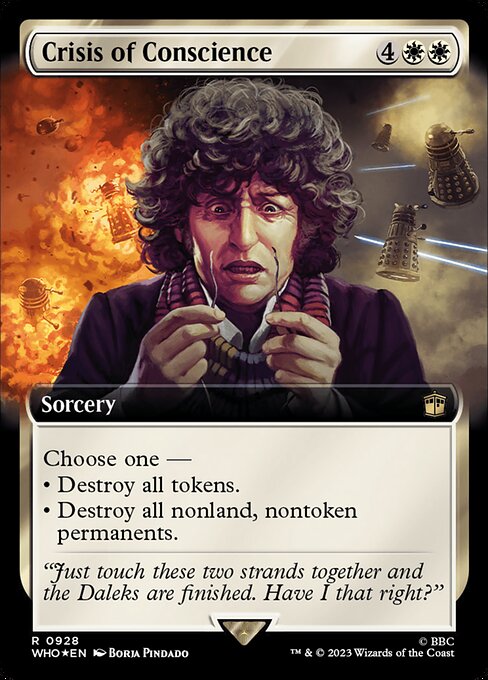 Crisis of Conscience 4
Sorcery
Choose one —
• Destroy all tokens.
• Destroy all nonland, nontoken
permanents.
“Just touch these two strands together and
the Daleks are finished. Have I that right?”
R 0928
WHO★EN Borja Pindado
© BBC
™ & © 2023 Wizards of the Coast